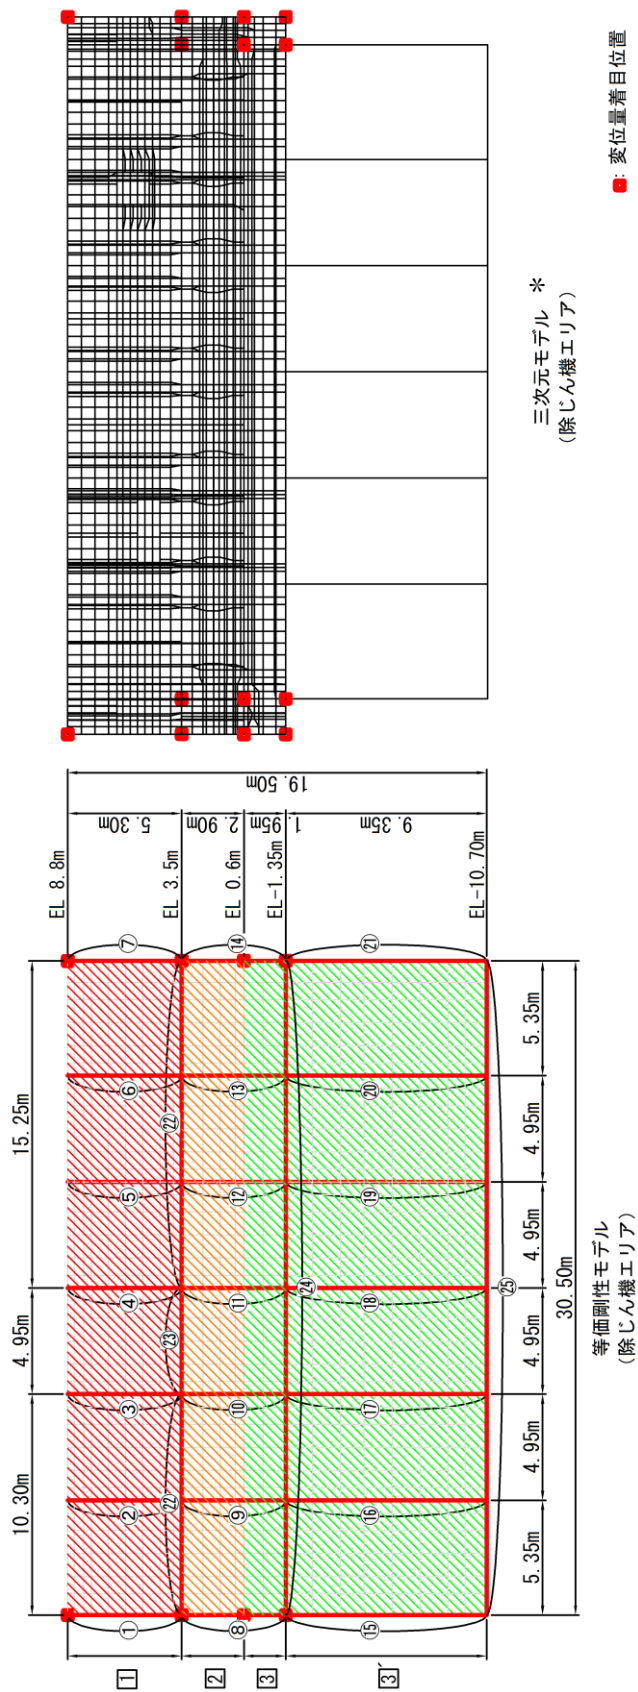 15.25m
4.95m
10.30m
EL 8.8m
EL 3.5m
EL 0.6m
EL-1.35m
EL-10.70m
5.30m
2.90m
1.95m
9.35m
19.50m
1
2
3
3´
① ② ③ ④ ⑤ ⑥ ⑦
㉒ ㉓ ㉒
⑧ ⑨ ⑩ ⑪ ⑫ ⑬ ⑭
㉔
⑮ ⑯ ⑰ ⑱ ⑲ ⑳ ㉑
㉕
5.35m 4.95m 4.95m 4.95m 4.95m 5.35m
30.50m
等価剛性モデル
(除じん機エリア)
三次元モデル *
(除じん機エリア)
: 変位量着目位置